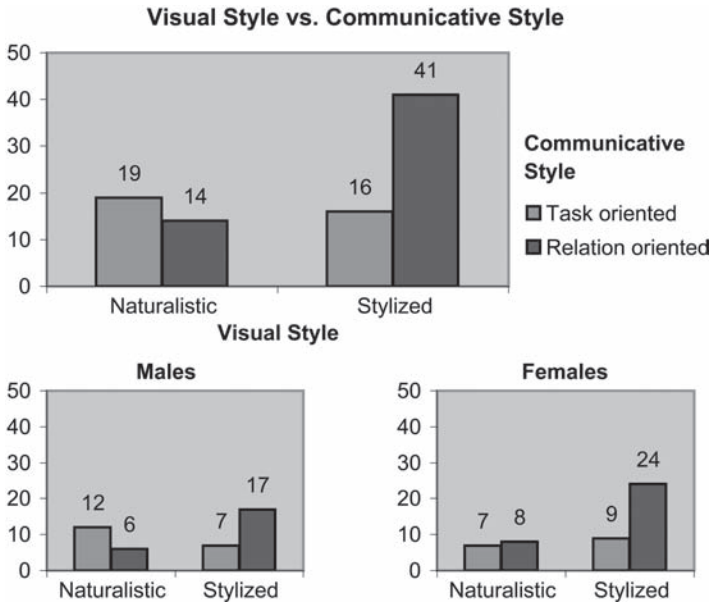 Visual Style vs. Communicative Style
50
40
30
20
10
0
19
14
16
41
Naturalistic
Stylized
Visual Style
Communicative
Style
Task oriented
Relation oriented
Males
50
40
30
20
10
0
12
6
7
17
Naturalistic
Stylized
Females
50
40
30
20
10
0
7
8
9
24
Naturalistic
Stylized